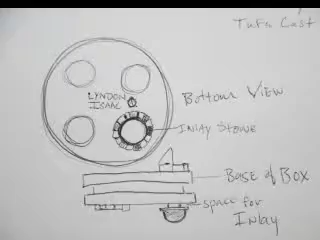 Tufa Cast
Bottom View
LYNDON
ISAAC
Inlay Stone
Base of Box
space for
Inlay